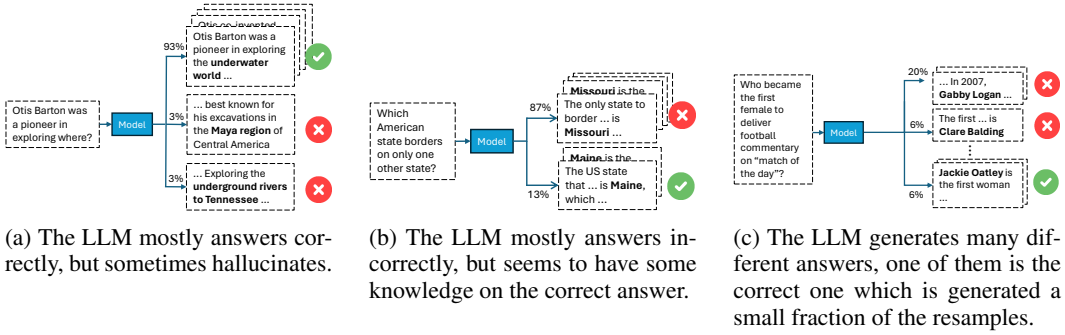 Otis Barton was
a pioneer in
exploring where?
Model
93%
3%
3%
Otis Barton was a
pioneer in exploring
the underwater
world ...
... best known for
his excavations in
the Maya region of
Central America
... Exploring the
underground rivers
to Tennessee ...
(a) The LLM mostly answers cor-
rectly, but sometimes hallucinates.
Which
American
state borders
on only one
other state?
Model
87%
13%
Missouri is the
The only state to
border ... is
Missouri ...
Maine is the
The US state
that ... is Maine,
which ...
(b) The LLM mostly answers in-
correctly, but seems to have some
knowledge on the correct answer.
Who became
the first
female to
deliver
football
commentary
on "match of
the day"?
Model
20%
6%
6%
... In 2007,
Gabby Logan ...
The first ... is
Clare Balding
Jackie Oatley is
the first woman
...
(c) The LLM generates many dif-
ferent answers, one of them is the
correct one which is generated a
small fraction of the resamples.